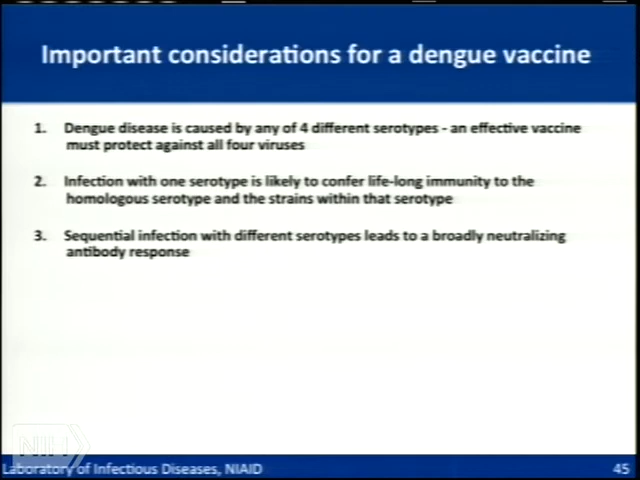 Important considerations for a dengue vaccine
1. Dengue disease is caused by any of 4 different serotypes - an effective vaccine
must protect against all four viruses
2. Infection with one serotype is likely to confer life-long immunity to the
homologous serotype and the strains within that serotype
3. Sequential infection with different serotypes leads to a broadly neutralizing
antibody response
NIH
Laboratory of Infectious Diseases, NIAID 45